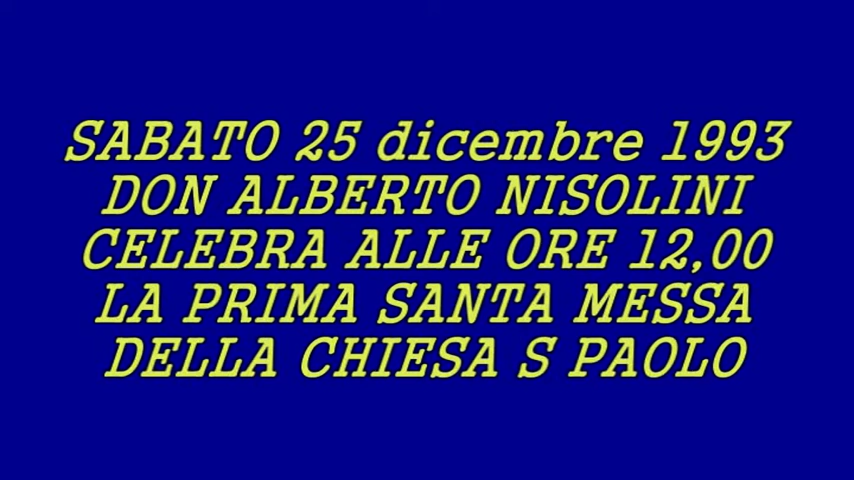 SABATO 25 dicembre 1993
DON ALBERTO NISOLINI
CELEBRA ALLE ORE 12,00
LA PRIMA SANTA MESSA
DELLA CHIESA S PAOLO